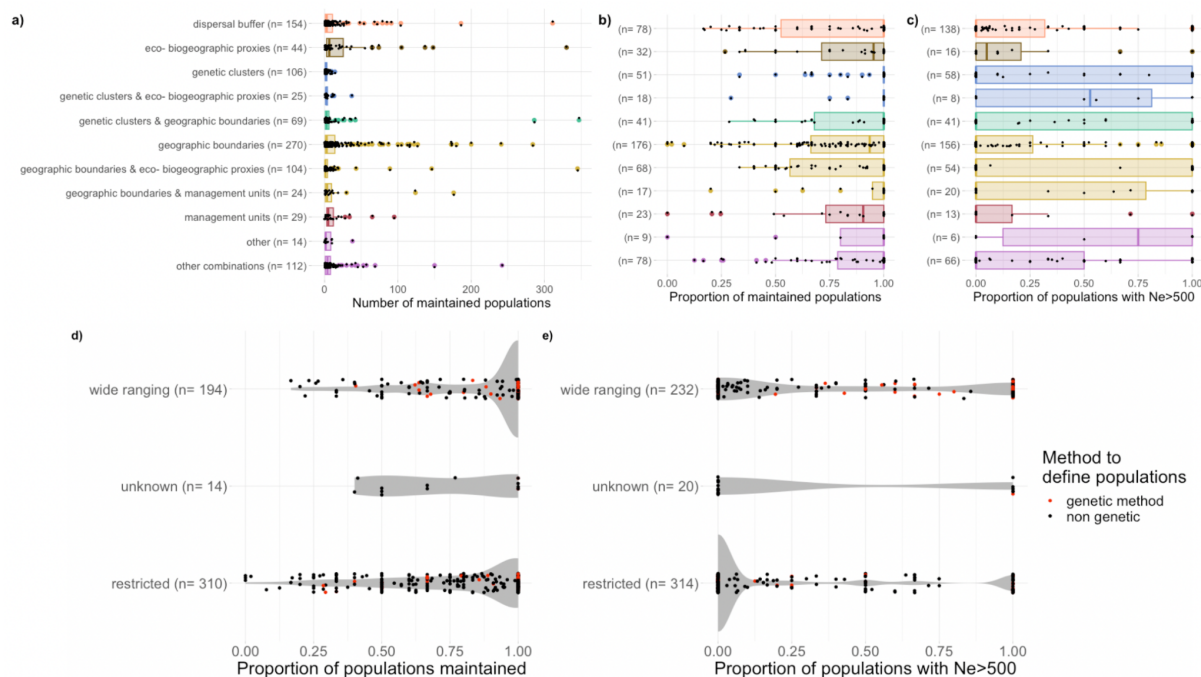 a)
dispersal buffer (n= 154)
eco- biogeographic proxies (n= 44)
genetic clusters (n= 106)
genetic clusters & eco- biogeographic proxies (n= 25)
genetic clusters & geographic boundaries (n= 69)
geographic boundaries (n= 270)
geographic boundaries & eco- biogeographic proxies (n= 104)
geographic boundaries & management units (n= 24)
management units (n= 29)
other (n= 14)
other combinations (n= 112)
0 100 200 300
Number of maintained populations
b)
(n= 78)
(n= 32)
(n= 51)
(n= 18)
(n= 41)
(n= 176)
(n= 68)
(n= 17)
(n= 23)
(n= 9)
(n= 78)
0.00 0.25 0.50 0.75 1.00
Proportion of maintained populations
c)
(n= 138)
(n= 16)
(n= 58)
(n= 8)
(n= 41)
(n= 156)
(n= 54)
(n= 20)
(n= 13)
(n= 6)
(n= 66)
0.00 0.25 0.50 0.75 1.00
Proportion of populations with Ne>500
d)
wide ranging (n= 194)
unknown (n= 14)
restricted (n= 310)
0.00 0.25 0.50 0.75 1.00
Proportion of populations maintained
e)
wide ranging (n= 232)
unknown (n= 20)
restricted (n= 314)
0.00 0.25 0.50 0.75 1.00
Proportion of populations with Ne>500
Method to
define populations
genetic method
non genetic